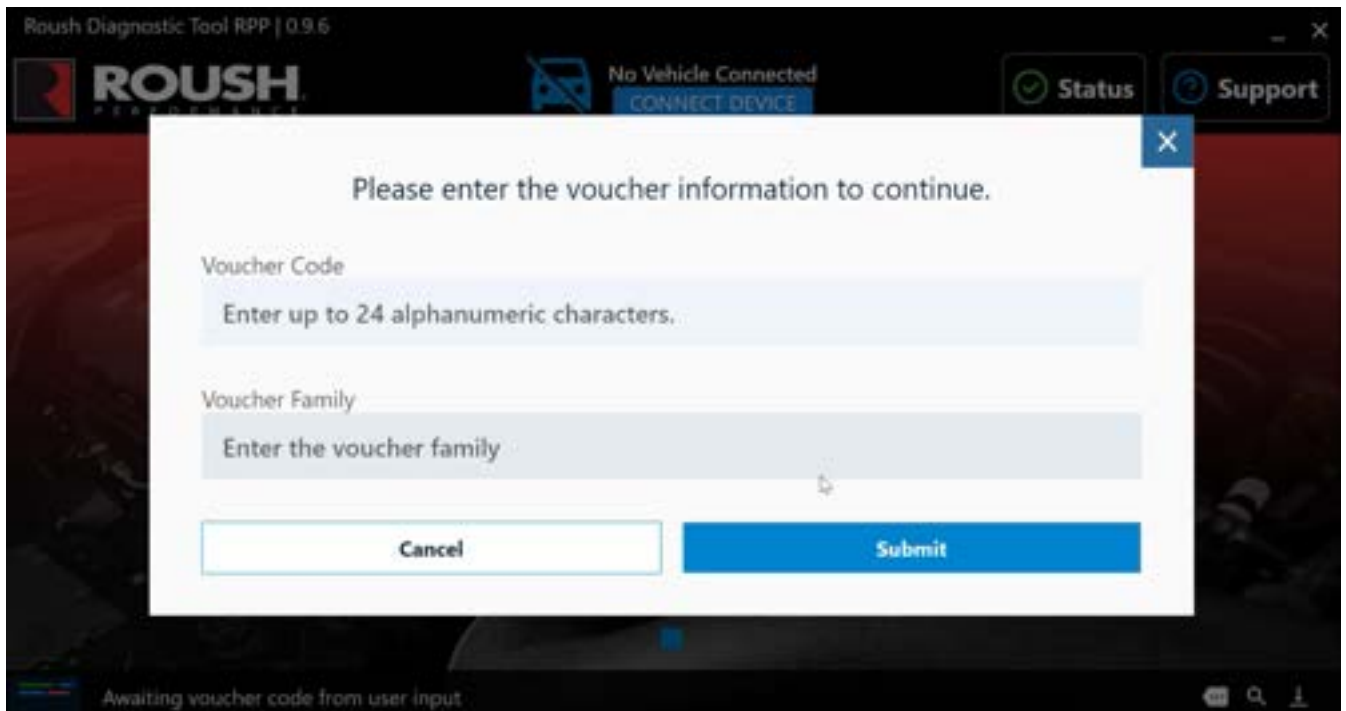 Roush Diagnostic Tool RPP | 0.9.6
ROUSH
PERFORMANCE
No Vehicle Connected
CONNECT DEVICE
Status
Support
Please enter the voucher information to continue.
Voucher Code
Enter up to 24 alphanumeric characters.
Voucher Family
Enter the voucher family
Cancel
Submit
Awaiting voucher code from user input